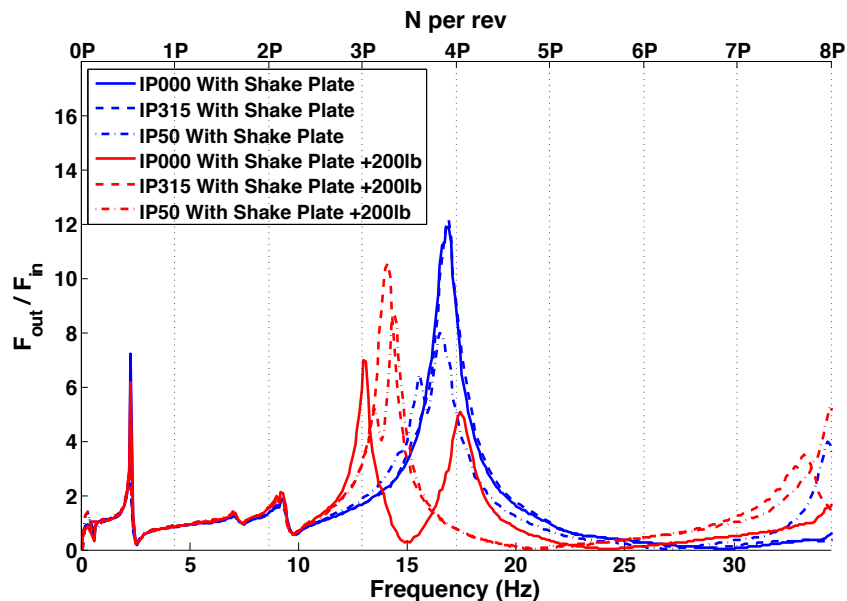 N per rev
0P 1P 2P 3P 4P 5P 6P 7P 8P
IP000 With Shake Plate
IP315 With Shake Plate
IP50 With Shake Plate
IP000 With Shake Plate +200lb
IP315 With Shake Plate +200lb
IP50 With Shake Plate +200lb
16
14
12
10
8
6
4
2
0
F_out / F_in
0 5 10 15 20 25 30
Frequency (Hz)